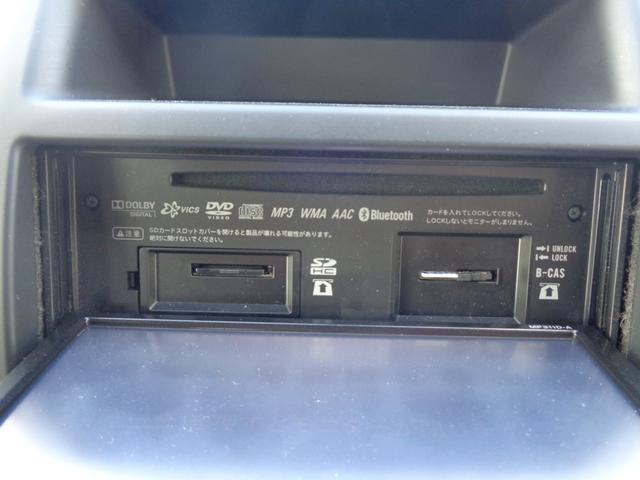 DOLBY DIGITAL
VICS
DVD VIDEO
MP3 WMA AAC Bluetooth
カードを入れてLOCKしてください。
LOCKしないとモニターがしまりません。
⚠注意 SDカードスロットカバーを開けると製品が壊れる可能性があります。
絶対に開けないでください。
SD HC
UNLOCK
LOCK
B-CAS
MP311D-A